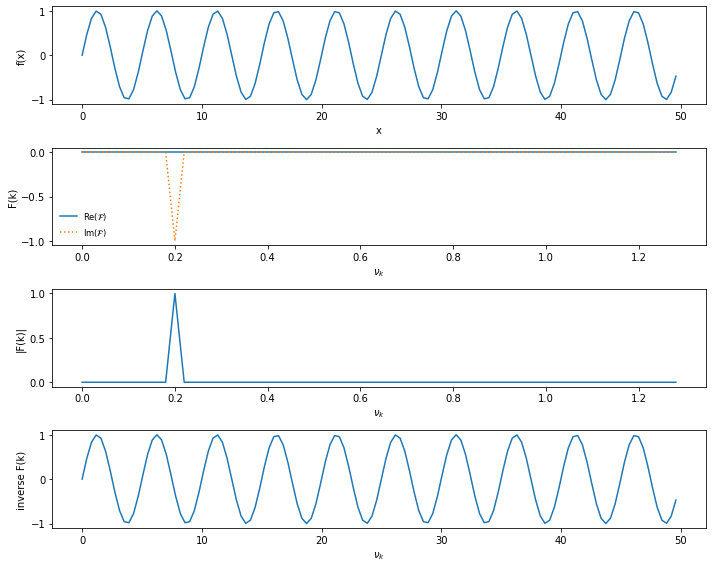 1
0
−1
f(x)
0 10 20 30 40 50
x
0.0
−0.5
−1.0
F(k)
Re(ℱ)
Im(ℱ)
0.0 0.2 0.4 0.6 0.8 1.0 1.2
νₖ
1.0
0.5
0.0
|F(k)|
0.0 0.2 0.4 0.6 0.8 1.0 1.2
νₖ
1
0
−1
inverse F(k)
0 10 20 30 40 50
νₖ